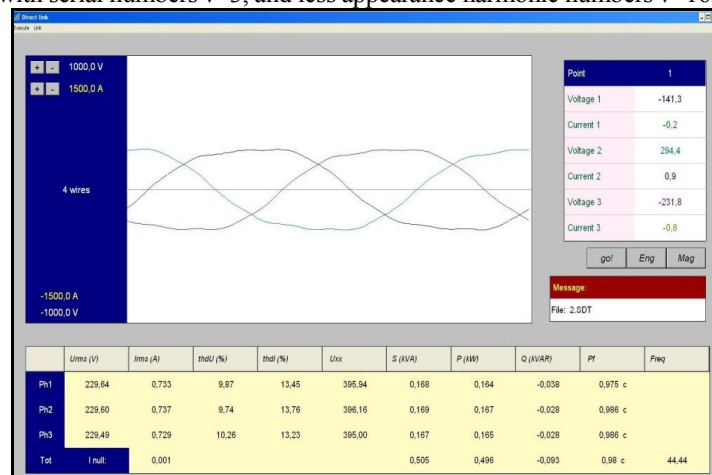 with serial numbers v=5, and less appearance harmonic numbers v=
Direct link
Execute Link
+ - 1000,0 V
+ - 1500,0 A
4 wires
-1500,0 A
-1000,0 V
Point 1
Voltage 1 -141,3
Current 1 -0,2
Voltage 2 294,4
Current 2 0,9
Voltage 3 -231,8
Current 3 -0,8
go! Eng Mag
Message:
File: 2.SDT
Urms (V) Irms (A) thdU (%) thdI (%) Uxx S (kVA) P (kW) Q (kVAR) Pf Freq
Ph1 229,64 0,733 9,87 13,45 395,94 0,168 0,164 -0,038 0,975 c
Ph2 229,60 0,737 9,74 13,76 396,16 0,169 0,167 -0,028 0,986 c
Ph3 229,49 0,729 10,26 13,23 395,00 0,167 0,165 -0,028 0,986 c
Tot I null: 0,001 0,505 0,496 -0,093 0,98 c 44,44